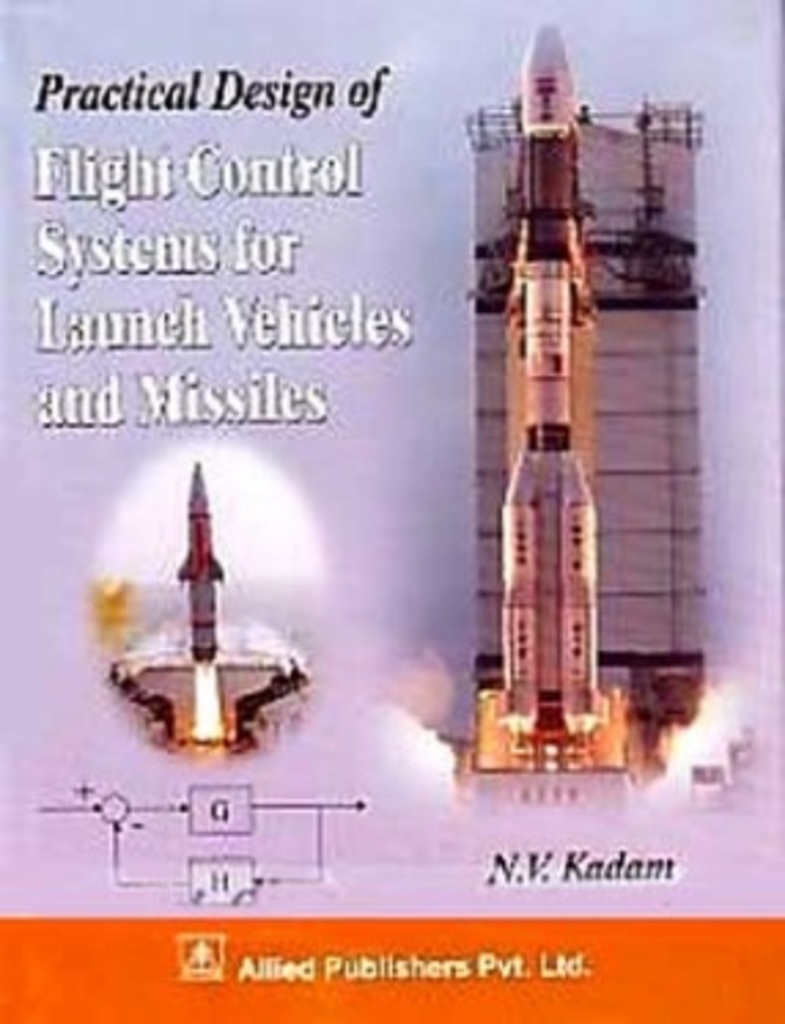 Practical Design of
Flight Control
Systems for
Launch Vehicles
and Missiles
+
G
-
H
N.V. Kadam
Allied Publishers Pvt. Ltd.